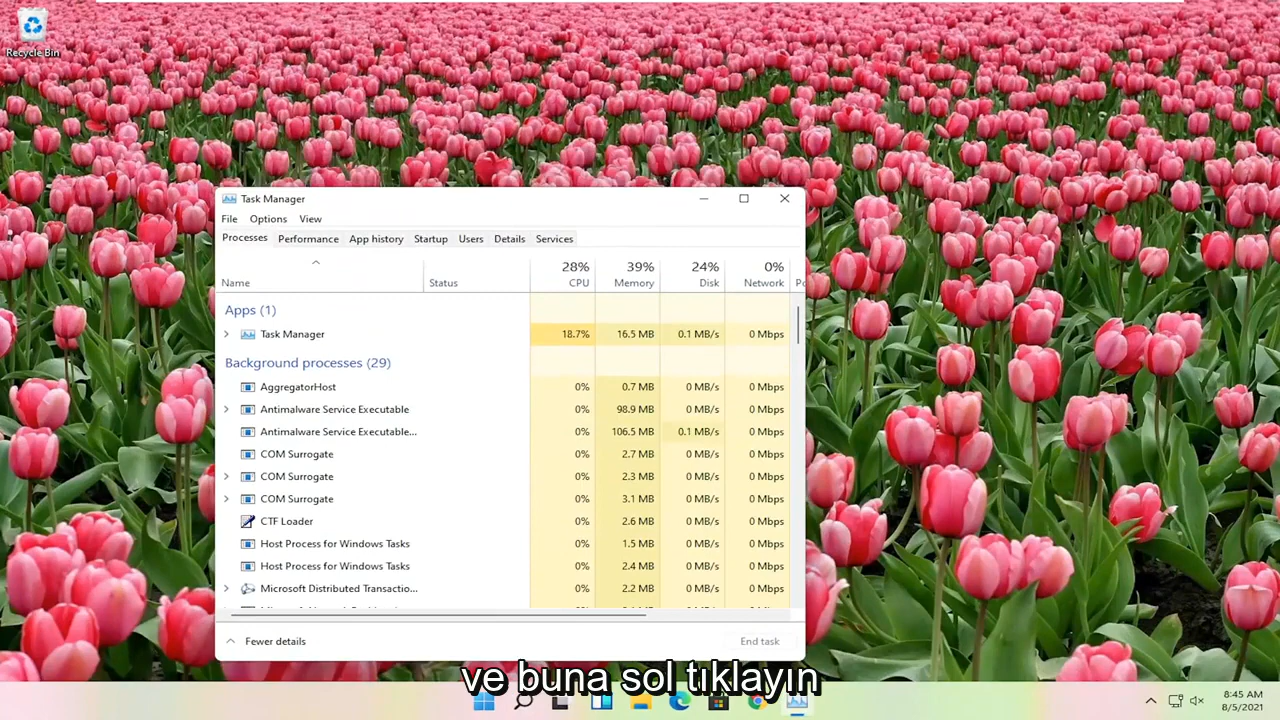 Recycle Bin
Task Manager
File Options View
Processes Performance App history Startup Users Details Services
28% 39% 24% 0%
Name Status CPU Memory Disk Network
Apps (1)
Task Manager 18.7% 16.5 MB 0.1 MB/s 0 Mbps
Background processes (29)
AggregatorHost 0% 0.7 MB 0 MB/s 0 Mbps
Antimalware Service Executable 0% 98.9 MB 0 MB/s 0 Mbps
Antimalware Service Executable... 0% 106.5 MB 0.1 MB/s 0 Mbps
COM Surrogate 0% 2.7 MB 0 MB/s 0 Mbps
COM Surrogate 0% 2.3 MB 0 MB/s 0 Mbps
COM Surrogate 0% 3.1 MB 0 MB/s 0 Mbps
CTF Loader 0% 2.6 MB 0 MB/s 0 Mbps
Host Process for Windows Tasks 0% 1.5 MB 0 MB/s 0 Mbps
Host Process for Windows Tasks 0% 2.4 MB 0 MB/s 0 Mbps
Microsoft Distributed Transactio... 0% 2.2 MB 0 MB/s 0 Mbps
Fewer details End task
ve buna sol tıklayın
8:45 AM
8/5/2021